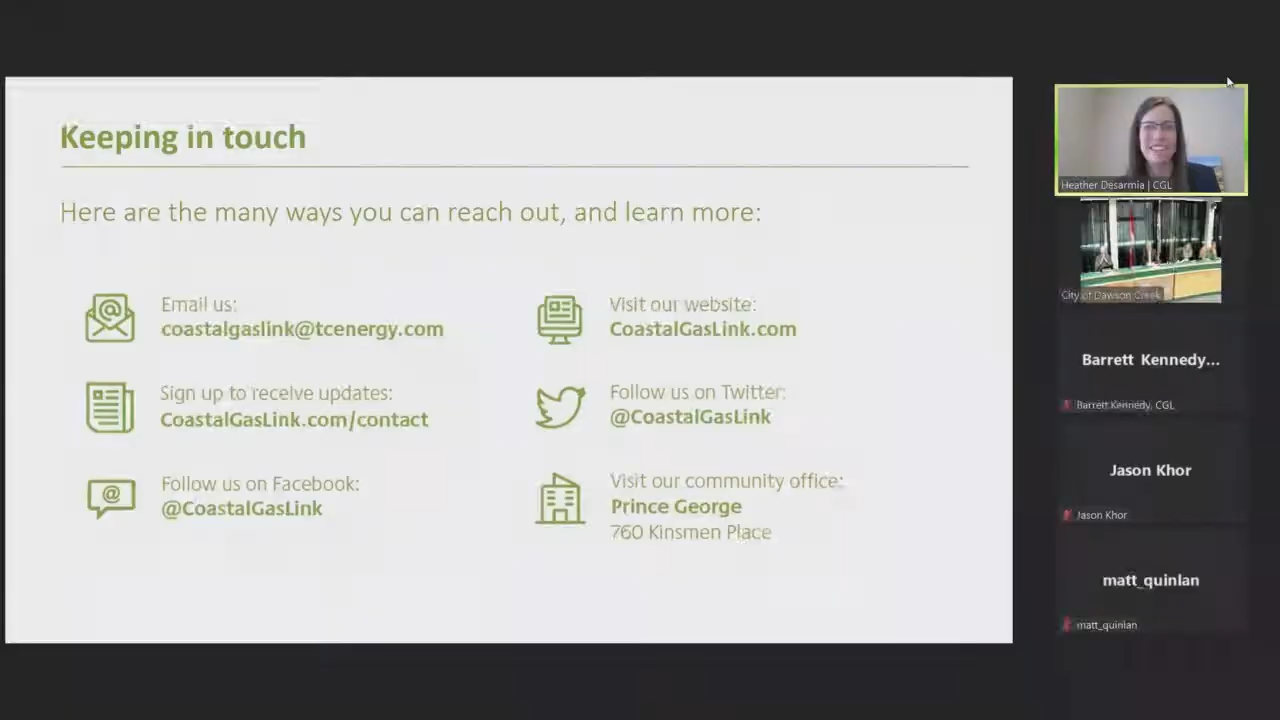 Keeping in touch
Here are the many ways you can reach out, and learn more:
Email us:
coastalgaslink@tcenergy.com
Visit our website:
CoastalGasLink.com
Sign up to receive updates:
CoastalGasLink.com/contact
Follow us on Twitter:
@CoastalGasLink
Follow us on Facebook:
@CoastalGasLink
Visit our community office:
Prince George
760 Kinsmen Place
Heather Desarmia | CGL
City of Dawson Creek
Barrett Kennedy...
Barrett Kennedy, CGL
Jason Khor
Jason Khor
matt_quinlan
matt_quinlan